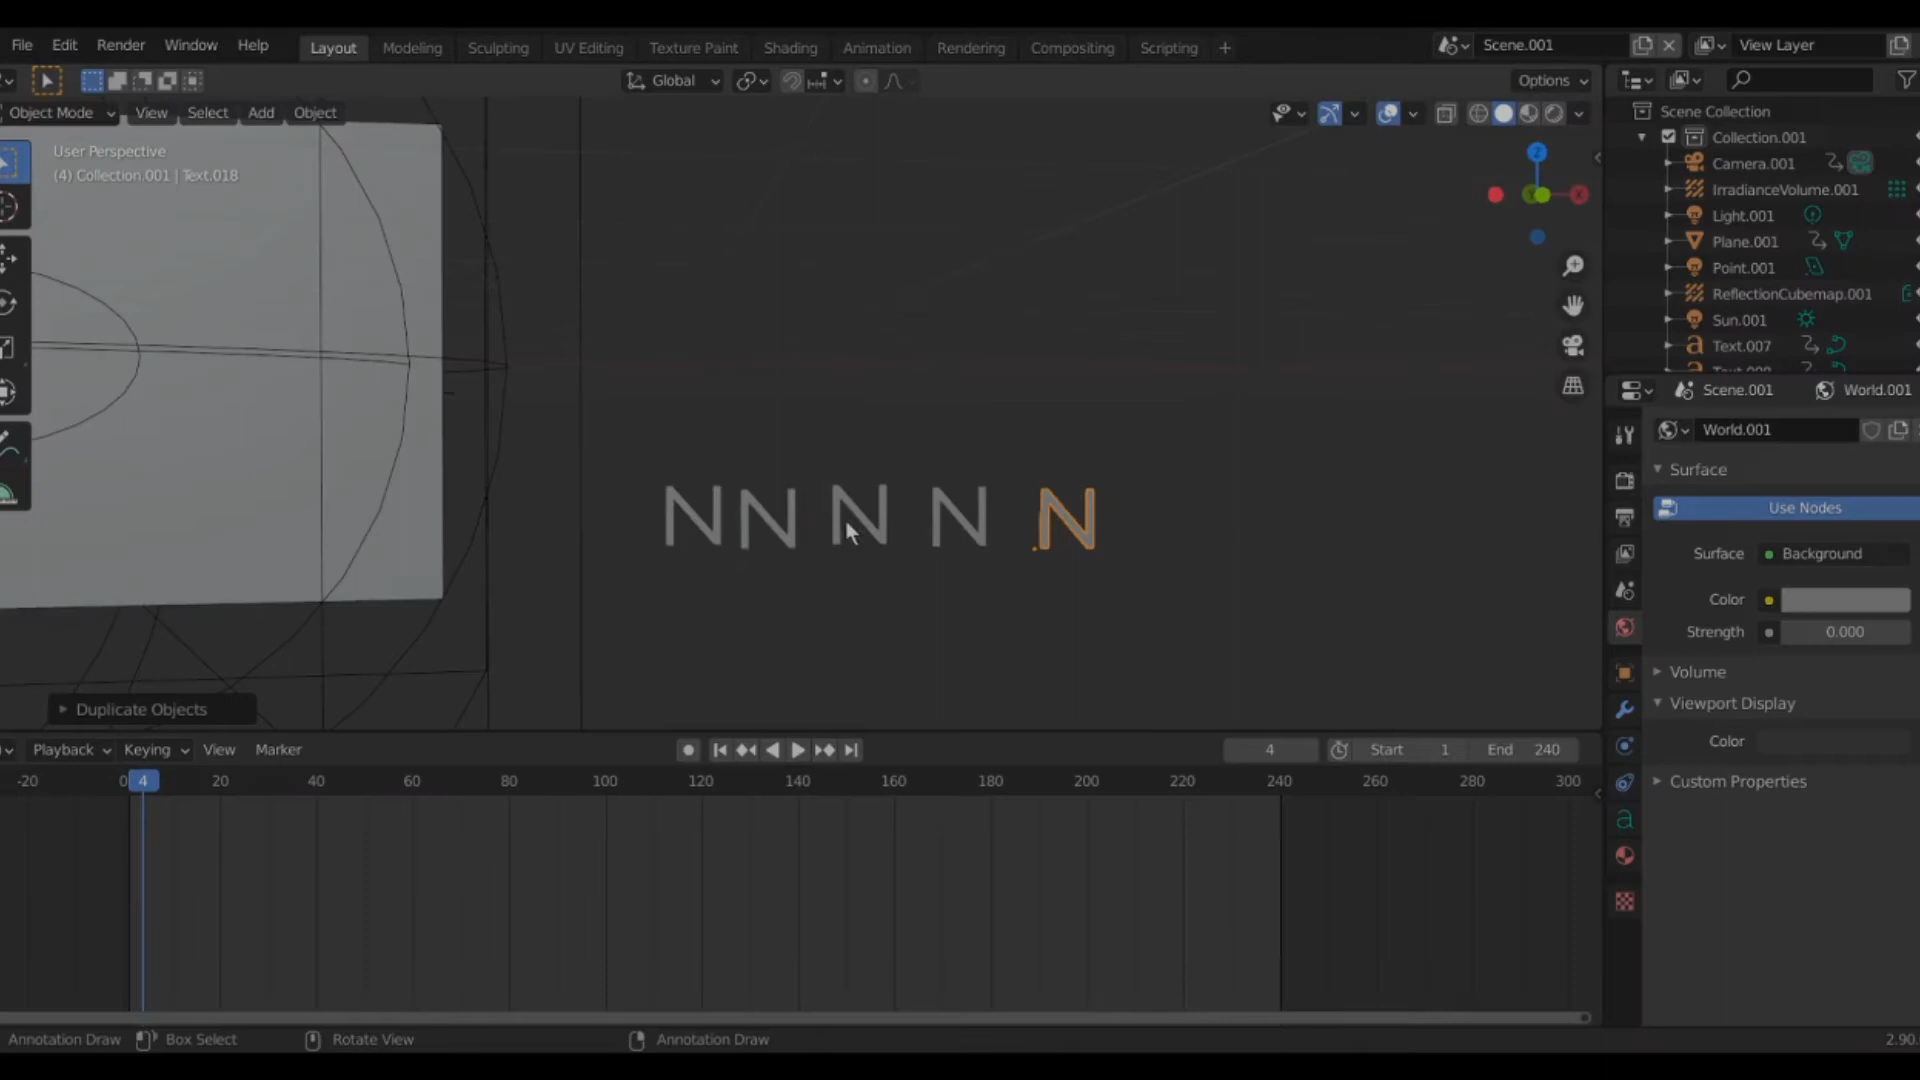 File Edit Render Window Help Layout Modeling Sculpting UV Editing Texture Paint Shading Animation Rendering Compositing Scripting + Scene.001 View Layer
Global Options
Object Mode View Select Add Object
User Perspective
(4) Collection.001 | Text.018
Scene Collection
Collection.001
Camera.001
IrradianceVolume.001
Light.001
Plane.001
Point.001
ReflectionCubemap.001
Sun.001
Text.007
Scene.001 World.001
World.001
Surface
Use Nodes
Surface Background
Color
Strength 0.000
Volume
Viewport Display
Color
Custom Properties
N N N N N
Duplicate Objects
Playback Keying View Marker 4 Start 1 End 240
-20 0 4 20 40 60 80 100 120 140 160 180 200 220 240 260 280 300
Annotation Draw Box Select Rotate View Annotation Draw 2.90.